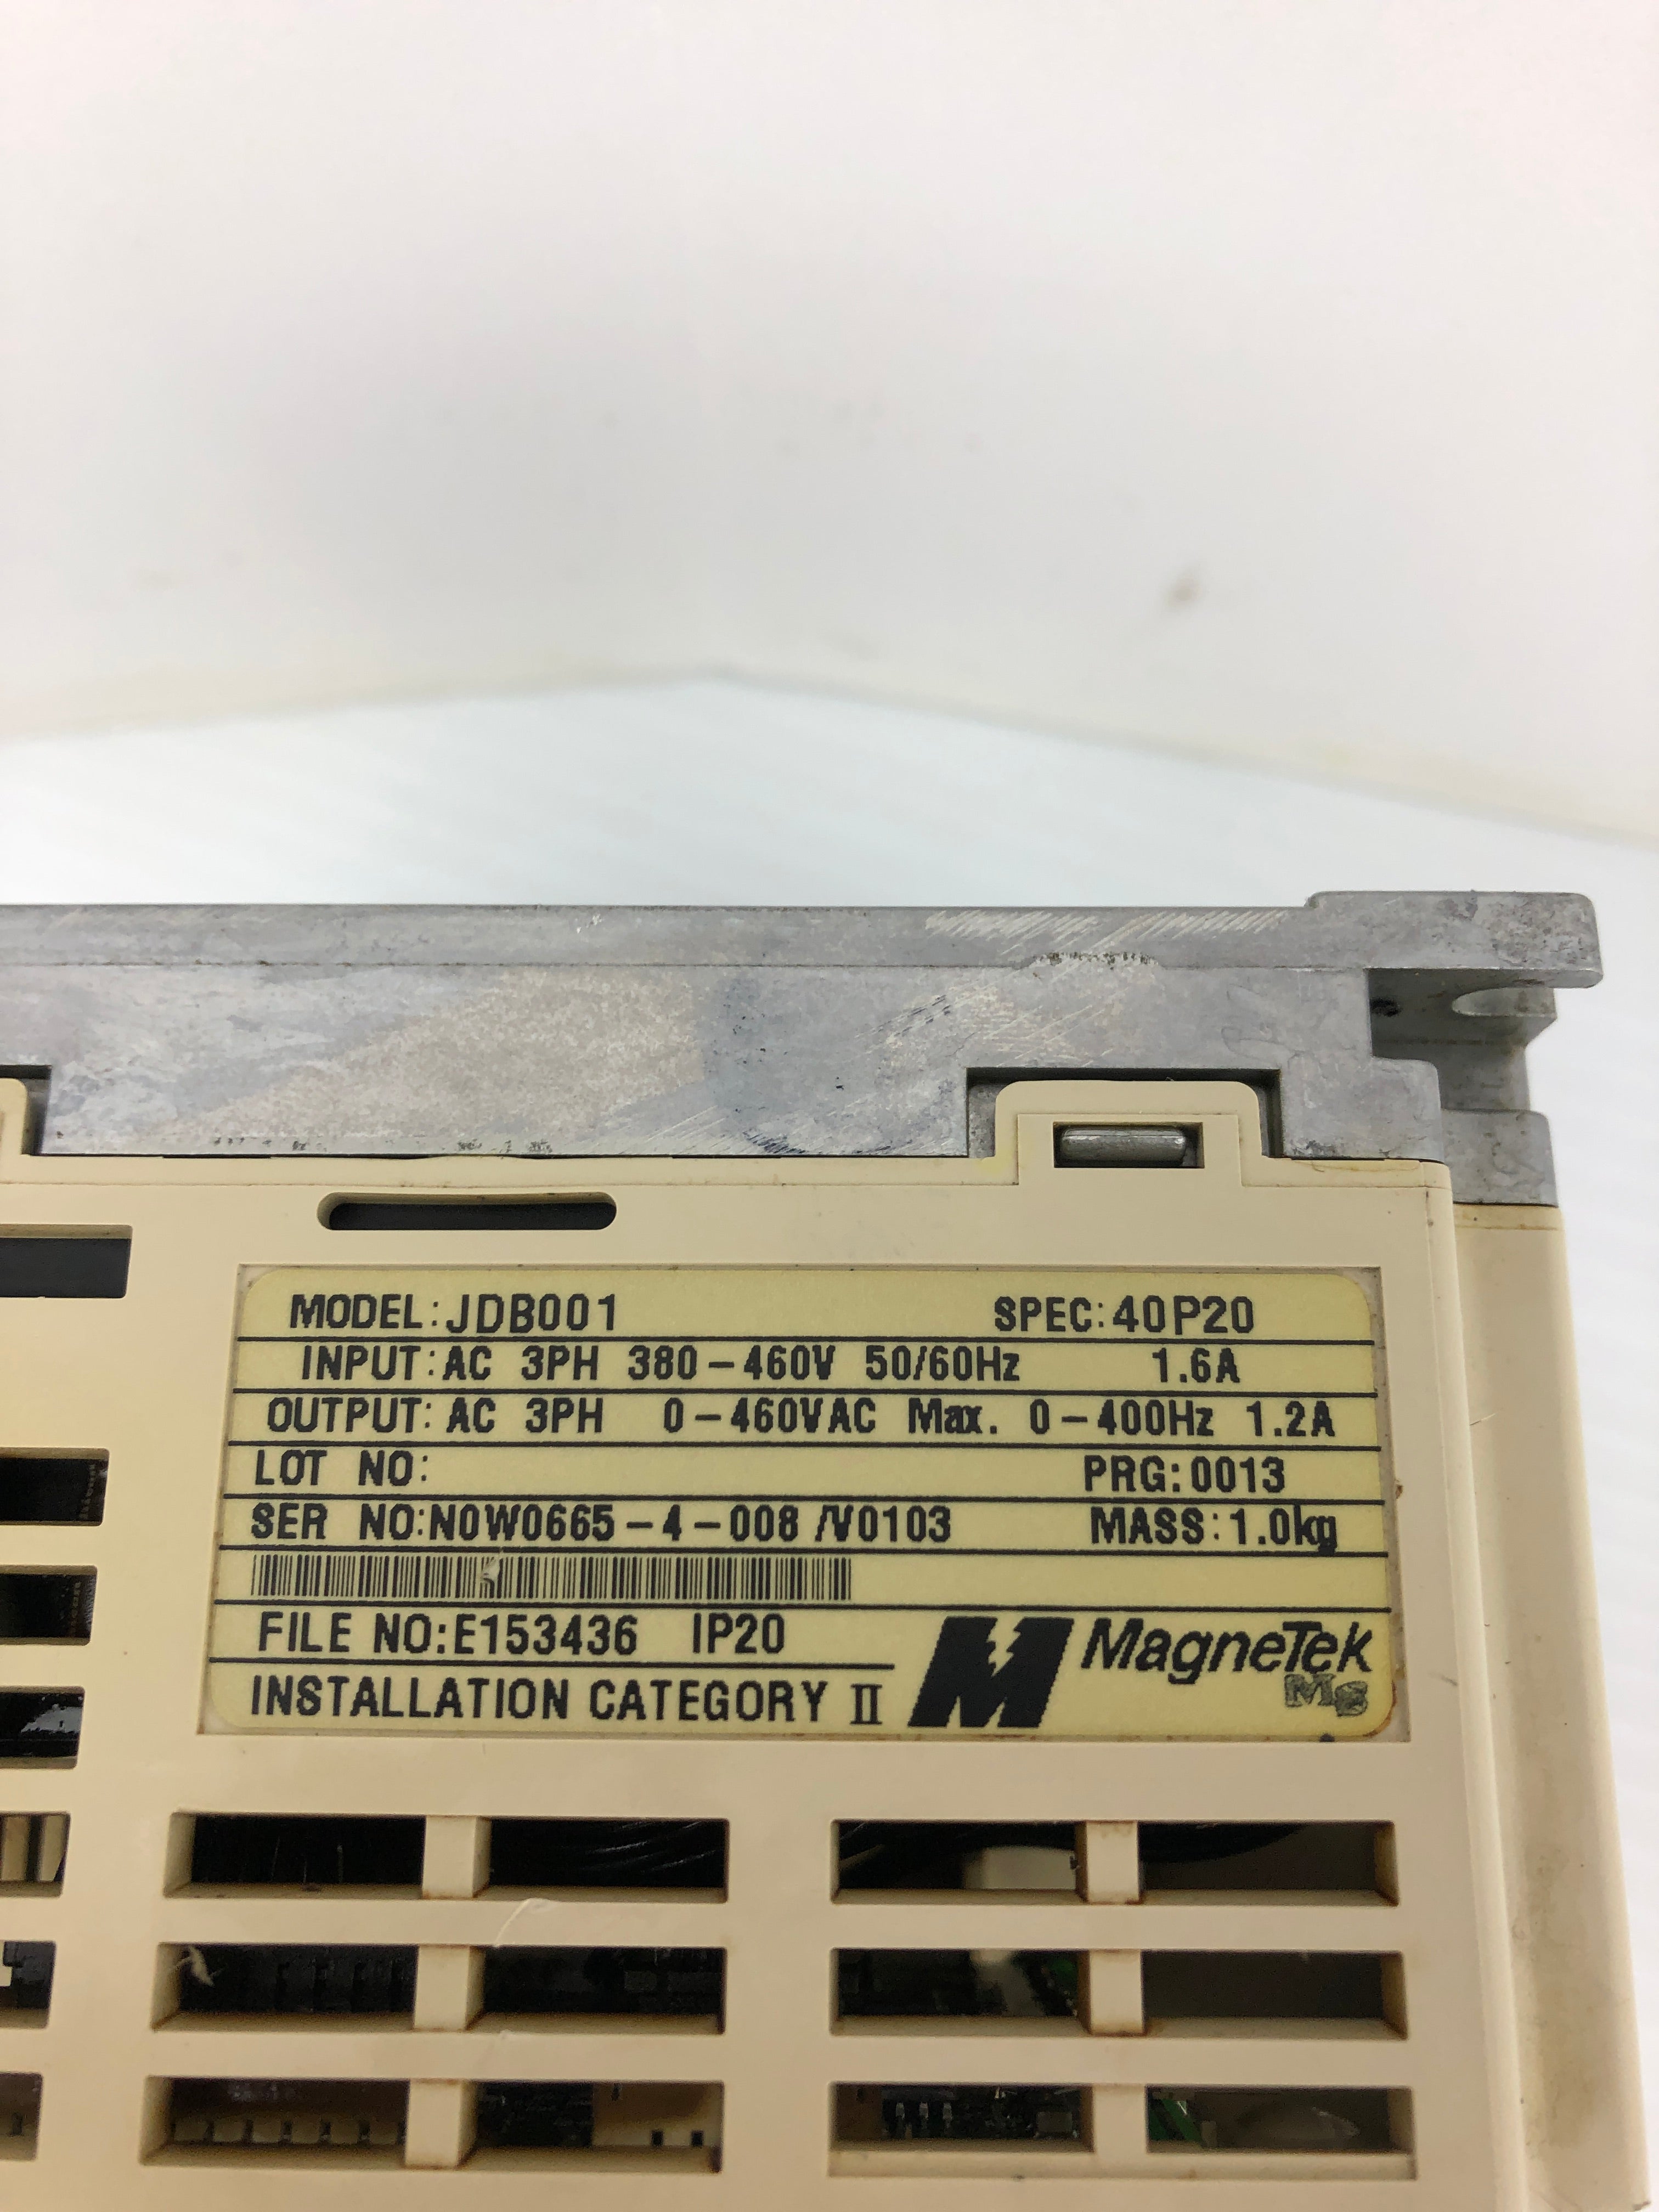 MODEL:JDB001 SPEC:40P20
INPUT:AC 3PH 380-460V 50/60Hz 1.6A
OUTPUT:AC 3PH 0-460VAC Max. 0-400Hz 1.2A
LOT NO: PRG:0013
SER NO:N0W0665-4-008 /V0103 MASS:1.0kg
FILE NO:E153436 IP20
INSTALLATION CATEGORY II
MagneTek